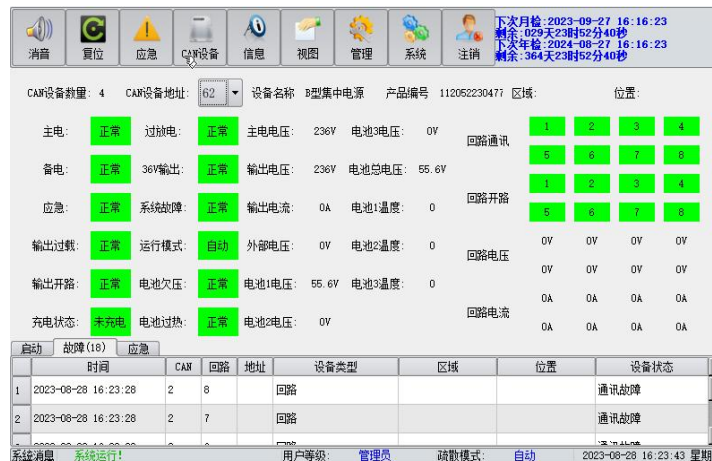 消音 复位 应急 CAN设备 信息 视图 管理 系统 注销
下次月检:2023-09-27 16:16:23
剩余:029天23时52分40秒
下次年检:2024-08-27 16:16:23
剩余:364天23时52分40秒
CAN设备数量: 4 CAN设备地址: 62 设备名称 B型集中电源 产品编号 112052230477 区域: 位置:
主电: 正常 过放电: 正常 主电电压: 236V 电池3电压: 0V 回路通讯 1 2 3 4
5 6 7 8
备电: 正常 36V输出: 正常 输出电压: 236V 电池总电压: 55.6V
应急: 正常 系统故障: 正常 输出电流: 0A 电池1温度: 0 回路开路 1 2 3 4
5 6 7 8
输出过载: 正常 运行模式: 自动 外部电压: 0V 电池2温度: 0 回路电压 0V 0V 0V 0V
0V 0V 0V 0V
输出开路: 正常 电池欠压: 正常 电池1电压: 55.6V 电池3温度: 0
充电状态: 未充电 电池过热: 正常 电池2电压: 0V 回路电流 0A 0A 0A 0A
0A 0A 0A 0A
启动 故障(18) 应急
时间 CAN 回路 地址 设备类型 区域 位置 设备状态
1 2023-08-28 16:23:28 2 8 回路 通讯故障
2 2023-08-28 16:23:28 2 7 回路 通讯故障
系统消息 系统运行! 用户等级: 管理员 疏散模式: 自动 2023-08-28 16:23:43 星期